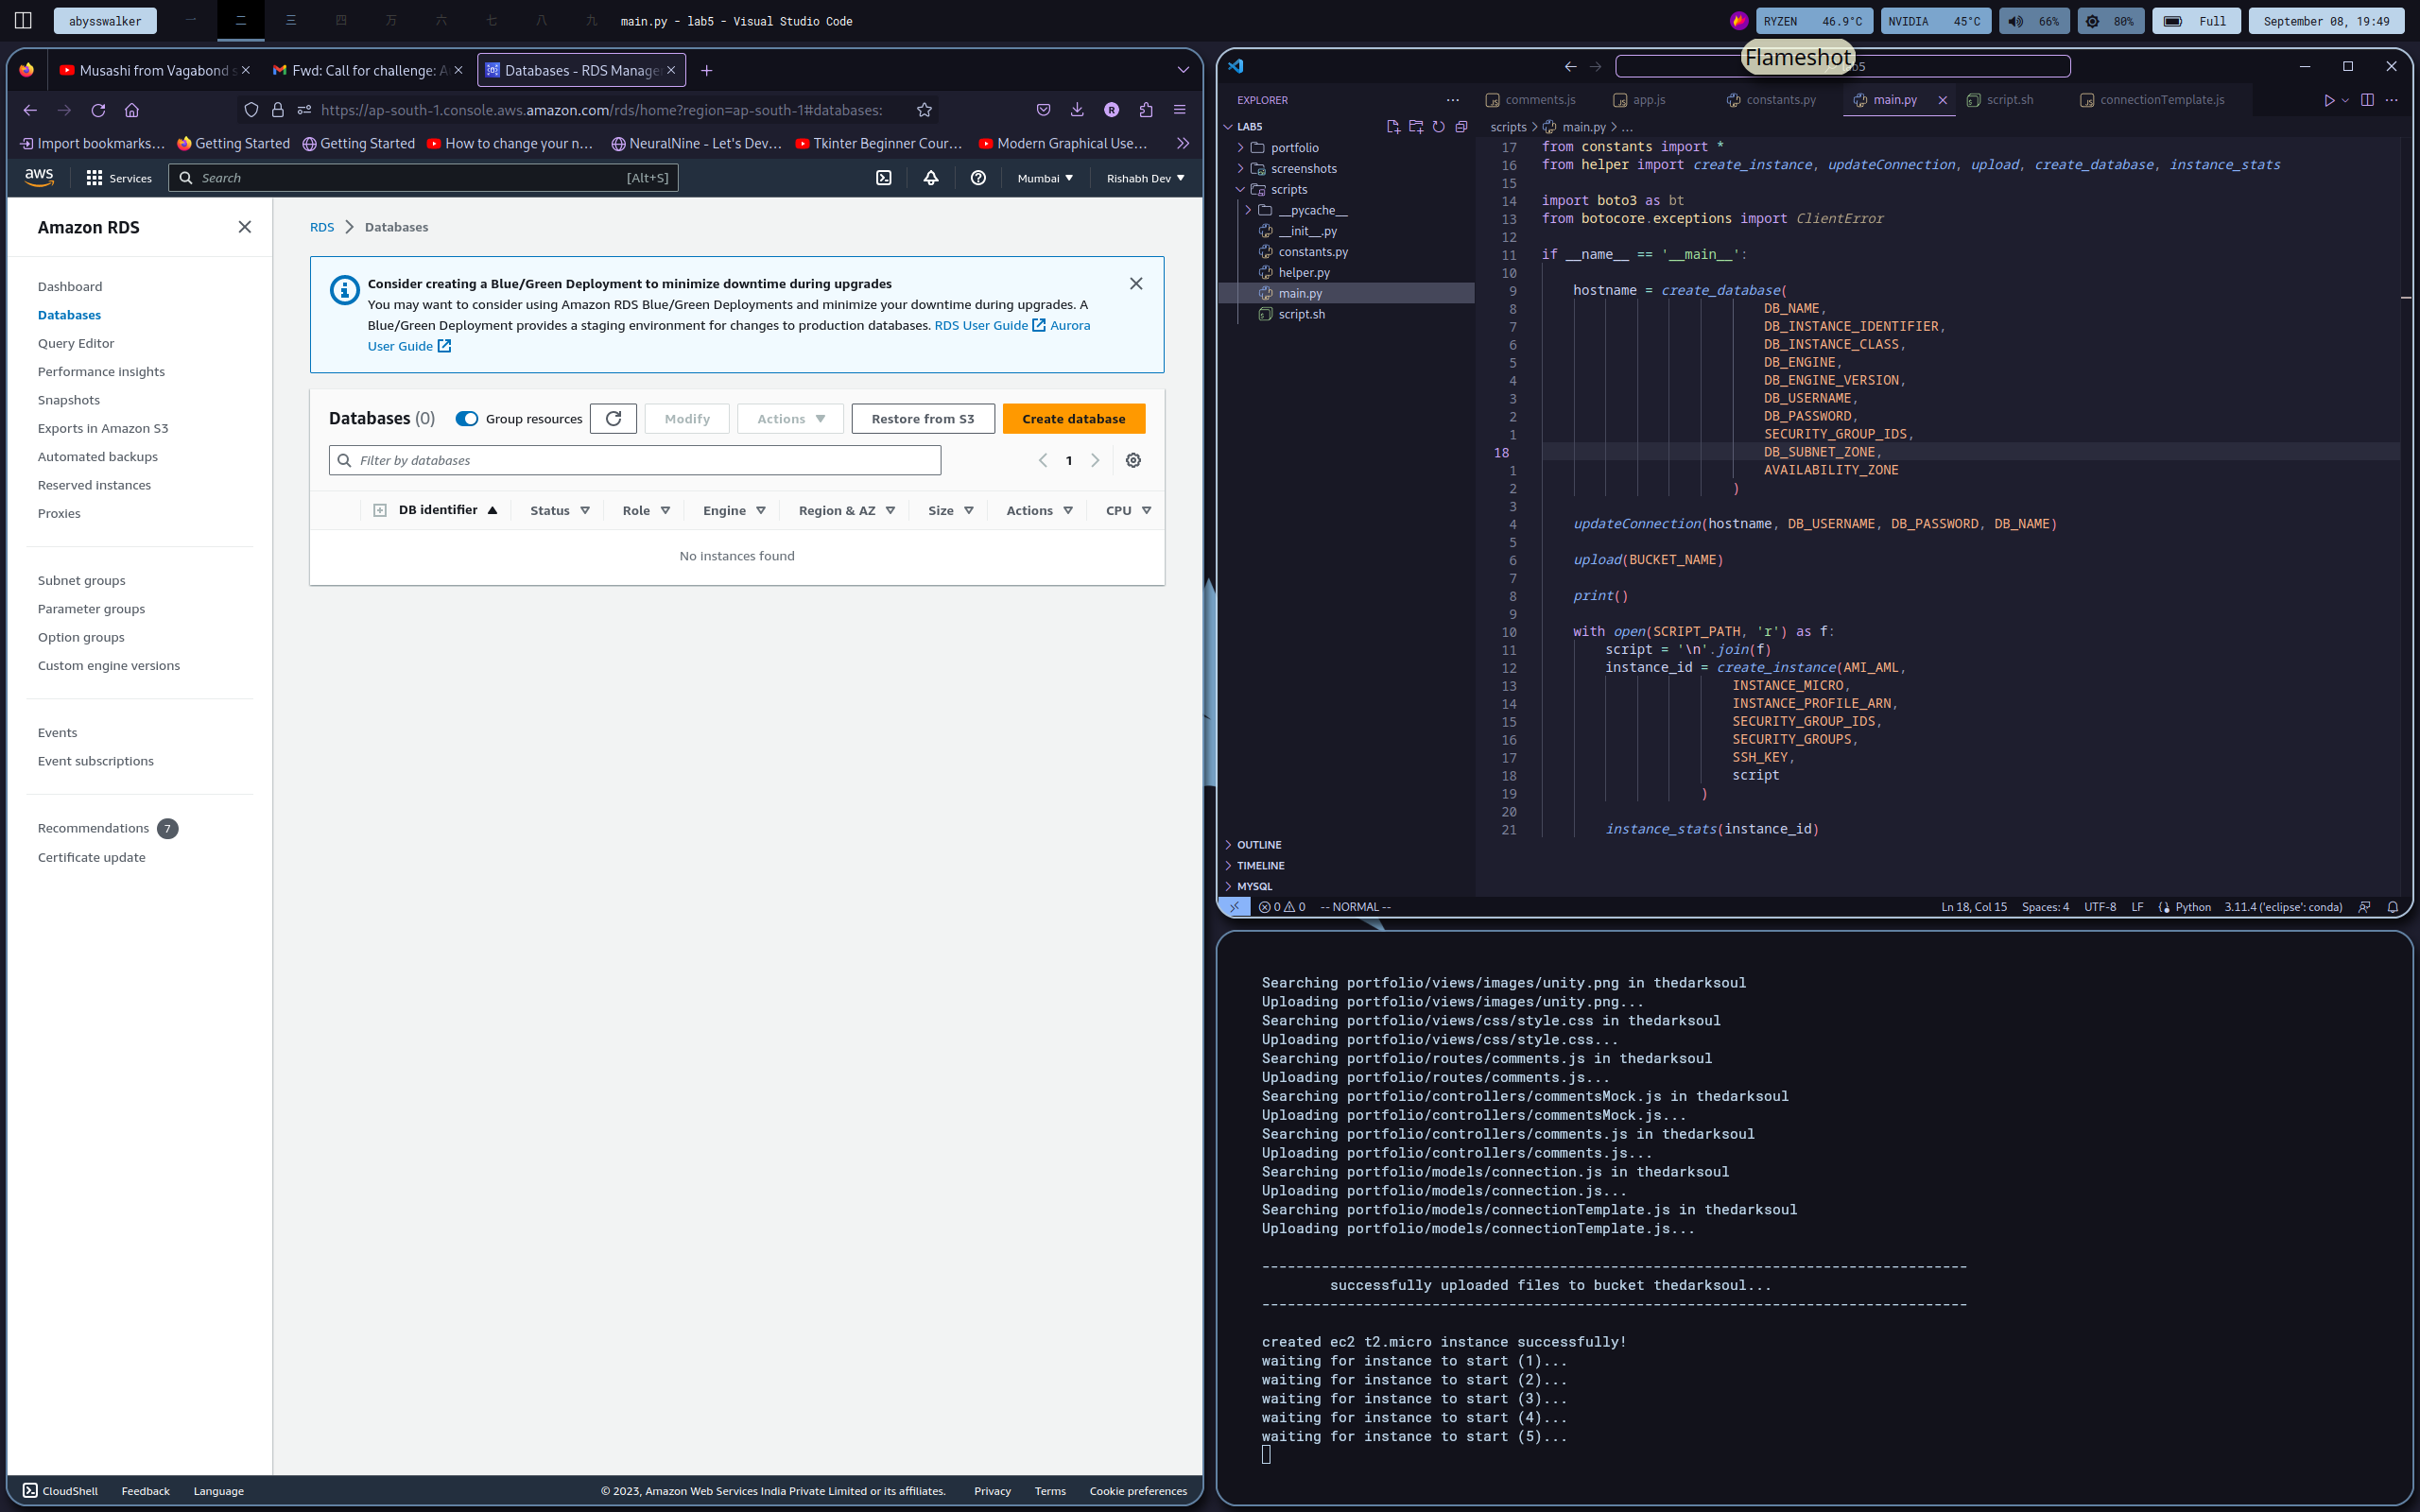 abysswalker 一 二 三 四 万 六 七 八 九 main.py - lab5 - Visual Studio Code
RYZEN 46.9°C NVIDIA 45°C 66% 80% Full September 08, 19:49
Musashi from Vagabond s Fwd: Call for challenge: A Databases - RDS Manage
https://ap-south-1.console.aws.amazon.com/rds/home?region=ap-south-1#databases:
Import bookmarks... Getting Started Getting Started How to change your n... NeuralNine - Let's Dev... Tkinter Beginner Cour... Modern Graphical Use...
aws Services Search [Alt+S] Mumbai Rishabh Dev
Amazon RDS
Dashboard
Databases
Query Editor
Performance insights
Snapshots
Exports in Amazon S3
Automated backups
Reserved instances
Proxies
Subnet groups
Parameter groups
Option groups
Custom engine versions
Events
Event subscriptions
Recommendations 7
Certificate update
RDS > Databases
Consider creating a Blue/Green Deployment to minimize downtime during upgrades
You may want to consider using Amazon RDS Blue/Green Deployments and minimize your downtime during upgrades. A
Blue/Green Deployment provides a staging environment for changes to production databases. RDS User Guide Aurora
User Guide
Databases (0) Group resources Modify Actions Restore from S3 Create database
Filter by databases 1
DB identifier Status Role Engine Region & AZ Size Actions CPU
No instances found
CloudShell Feedback Language © 2023, Amazon Web Services India Private Limited or its affiliates. Privacy Terms Cookie preferences
Flameshot
EXPLORER ...
LAB5
portfolio
screenshots
scripts
__pycache__
__init__.py
constants.py
helper.py
main.py
script.sh
OUTLINE
TIMELINE
MYSQL
comments.js app.js constants.py main.py script.sh connectionTemplate.js
scripts > main.py > ...
17 from constants import *
16 from helper import create_instance, updateConnection, upload, create_database, instance_stats
15
14 import boto3 as bt
13 from botocore.exceptions import ClientError
12
11 if __name__ == '__main__':
10
9 hostname = create_database(
8 DB_NAME,
7 DB_INSTANCE_IDENTIFIER,
6 DB_INSTANCE_CLASS,
5 DB_ENGINE,
4 DB_ENGINE_VERSION,
3 DB_USERNAME,
2 DB_PASSWORD,
1 SECURITY_GROUP_IDS,
18 DB_SUBNET_ZONE,
1 AVAILABILITY_ZONE
2 )
3
4 updateConnection(hostname, DB_USERNAME, DB_PASSWORD, DB_NAME)
5
6 upload(BUCKET_NAME)
7
8 print()
9
10 with open(SCRIPT_PATH, 'r') as f:
11 script = '\n'.join(f)
12 instance_id = create_instance(AMI_AML,
13 INSTANCE_MICRO,
14 INSTANCE_PROFILE_ARN,
15 SECURITY_GROUP_IDS,
16 SECURITY_GROUPS,
17 SSH_KEY,
18 script
19 )
20
21 instance_stats(instance_id)
0 0 -- NORMAL -- Ln 18, Col 15 Spaces: 4 UTF-8 LF Python 3.11.4 ('eclipse': conda)
Searching portfolio/views/images/unity.png in thedarksoul
Uploading portfolio/views/images/unity.png...
Searching portfolio/views/css/style.css in thedarksoul
Uploading portfolio/views/css/style.css...
Searching portfolio/routes/comments.js in thedarksoul
Uploading portfolio/routes/comments.js...
Searching portfolio/controllers/commentsMock.js in thedarksoul
Uploading portfolio/controllers/commentsMock.js...
Searching portfolio/controllers/comments.js in thedarksoul
Uploading portfolio/controllers/comments.js...
Searching portfolio/models/connection.js in thedarksoul
Uploading portfolio/models/connection.js...
Searching portfolio/models/connectionTemplate.js in thedarksoul
Uploading portfolio/models/connectionTemplate.js...
-----------------------------------------------------------------------------------
successfully uploaded files to bucket thedarksoul...
-----------------------------------------------------------------------------------
created ec2 t2.micro instance successfully!
waiting for instance to start (1)...
waiting for instance to start (2)...
waiting for instance to start (3)...
waiting for instance to start (4)...
waiting for instance to start (5)...